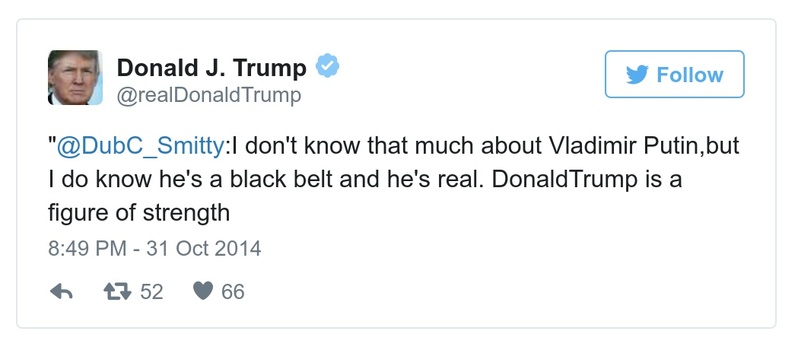 Donald J. Trump
@realDonaldTrump
Follow
"@DubC_Smitty:I don't know that much about Vladimir Putin,but
I do know he's a black belt and he's real. DonaldTrump is a
figure of strength
8:49 PM - 31 Oct 2014
52 66